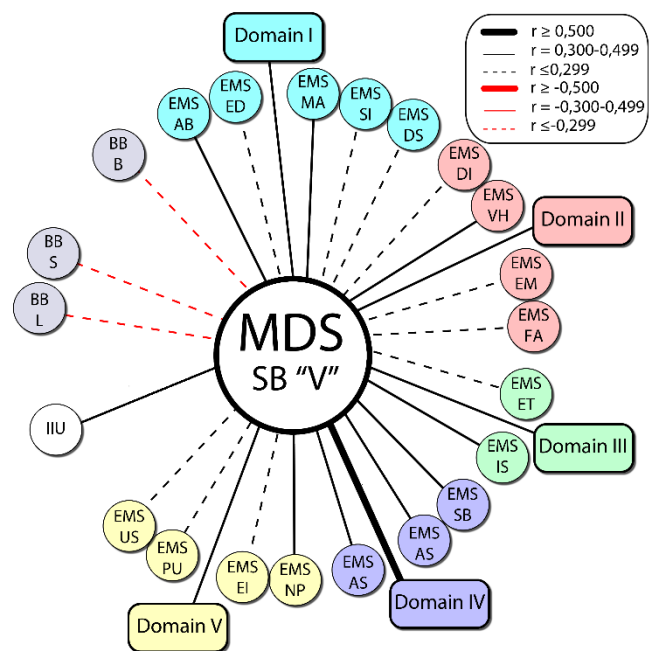 Domain I
r ≥ 0,500
r = 0,300-0,499
r ≤0,299
r ≥ -0,500
r = -0,300-0,499
r ≤-0,299
EMS
AB
EMS
ED
EMS
MA
EMS
SI
EMS
DS
EMS
DI
EMS
VH
Domain II
EMS
EM
EMS
FA
EMS
ET
Domain III
EMS
IS
EMS
SB
EMS
AS
Domain IV
EMS
AS
EMS
NP
EMS
EI
Domain V
EMS
PU
EMS
US
IIU
BB
L
BB
S
BB
B
MDS
SB “V”